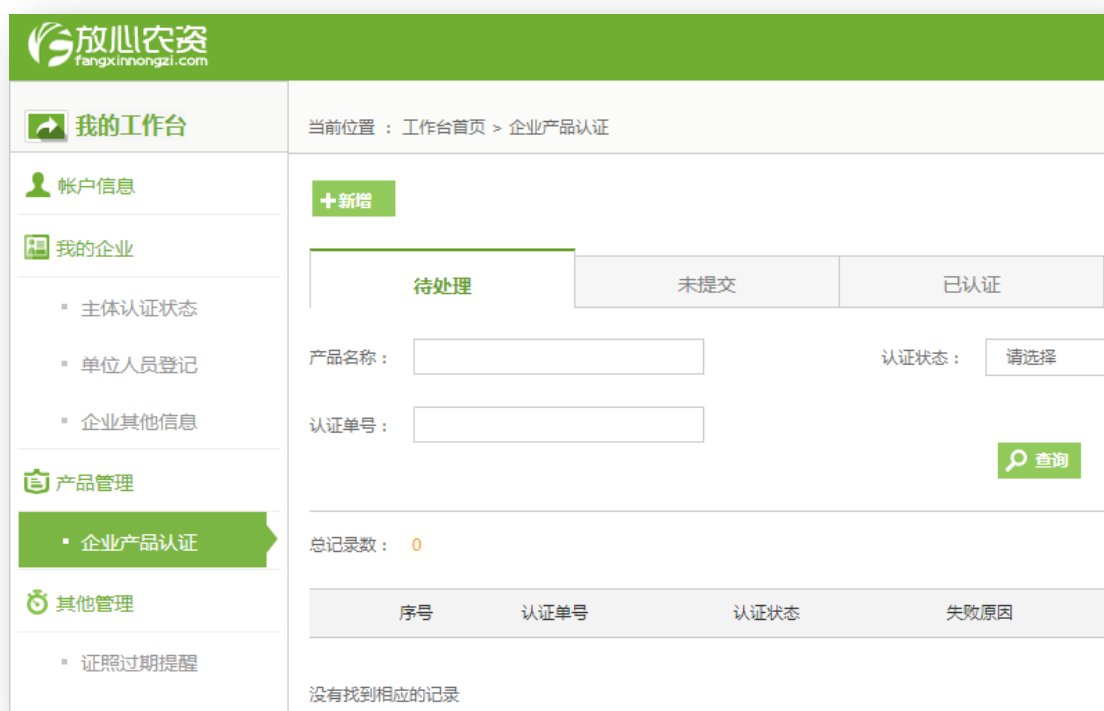 放心农资
fangxinnongzi.com
我的工作台
当前位置 ： 工作台首页 > 企业产品认证
帐户信息
新增
我的企业
待处理 未提交 已认证
主体认证状态
产品名称： 认证状态： 请选择
单位人员登记
企业其他信息
认证单号：
查询
产品管理
企业产品认证
总记录数： 0
其他管理
序号 认证单号 认证状态 失败原因
证照过期提醒
没有找到相应的记录